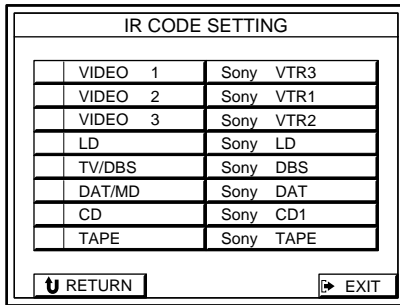 IR CODE SETTING
VIDEO 1 Sony VTR3
VIDEO 2 Sony VTR1
VIDEO 3 Sony VTR2
LD Sony LD
TV/DBS Sony DBS
DAT/MD Sony DAT
CD Sony CD1
TAPE Sony TAPE
RETURN EXIT